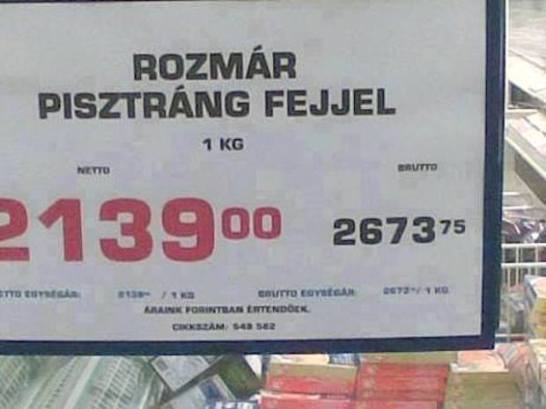 ROZMÁR
PISZTRÁNG FEJJEL
1 KG
NETTO BRUTTO
2139 00 2673 75
NETTO EGYSÉGÁR: / 1 KG BRUTTO EGYSÉGÁR: / 1 KG
ÁRAINK FORINTBAN ÉRTENDŐEK.
CIKKSZÁM: 549 562